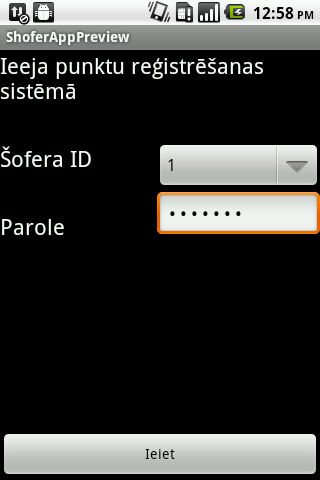 12:58 PM
ShoferAppPreview
Ieeja punktu reģistrēšanas
sistēmā
Šofera ID
1
Parole
•••••••
Ieiet